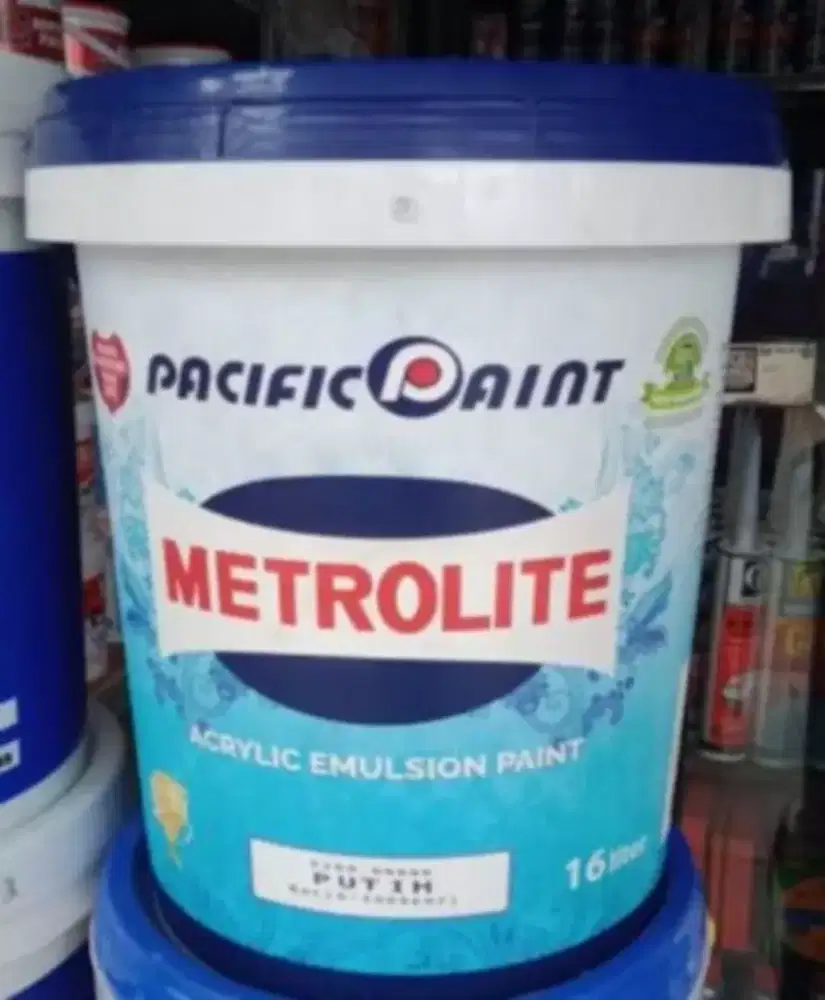 PACIFIC PAINT
METROLITE
ACRYLIC EMULSION PAINT
PUTIH
16 liter